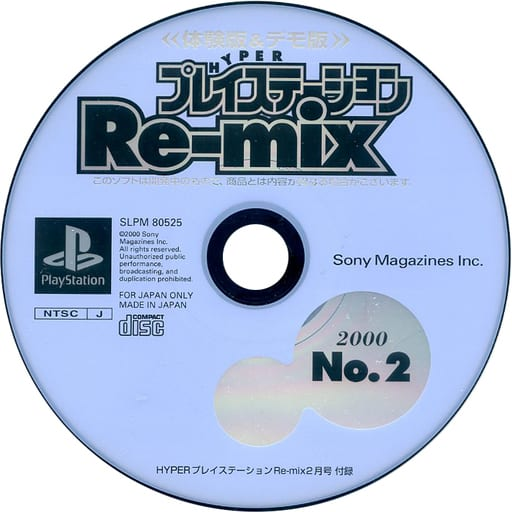 ≪体験版&デモ版≫
HYPER
プレイステーション
Re-mix
このソフトは開発中のもので、商品とは内容が異なる場合がございます。
SLPM 80525
©2000 Sony
Magazines Inc.
All rights reserved.
Unauthorized public
performance,
broadcasting, and
duplication prohibited.
PlayStation
FOR JAPAN ONLY
MADE IN JAPAN
NTSC J
COMPACT
disc
Sony Magazines Inc.
2000
No.2
HYPERプレイステーションRe-mix2月号 付録